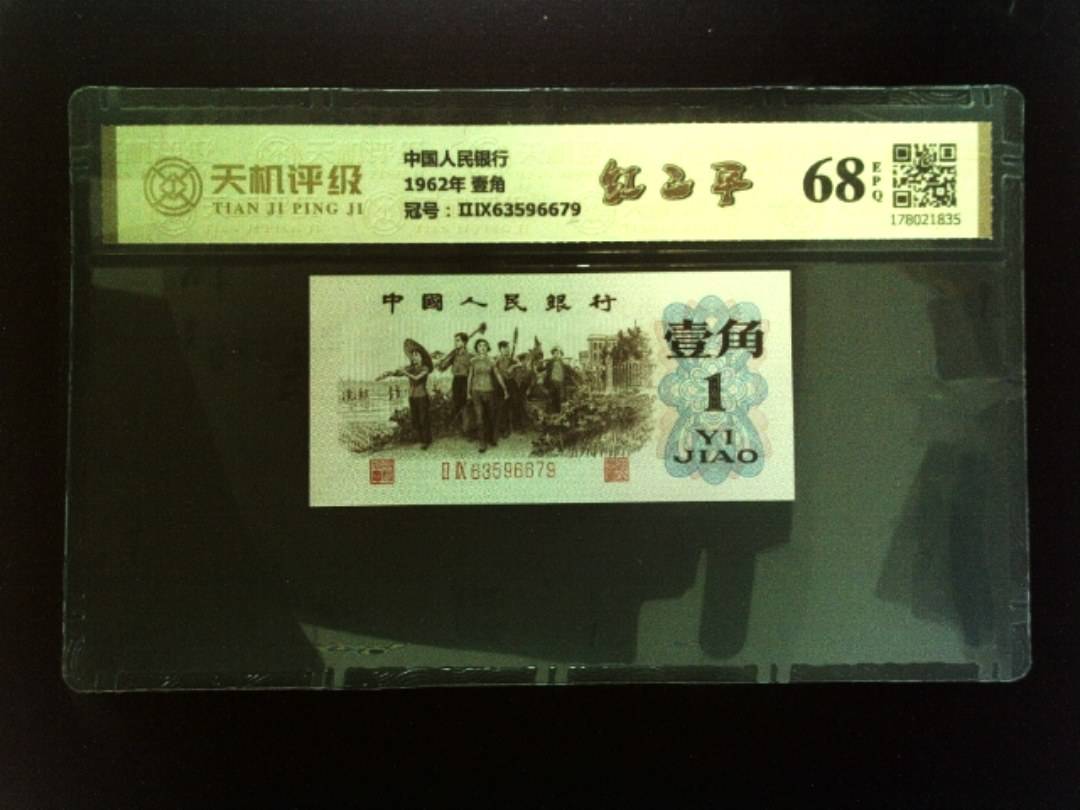 天机评级
TIAN JI PING JI
中国人民银行
1962年 壹角
冠号：ⅡⅨ63596679
红二平
68
EPQ
178021835
中國人民銀行
壹角
1
YI
JIAO
ⅡⅨ63596679